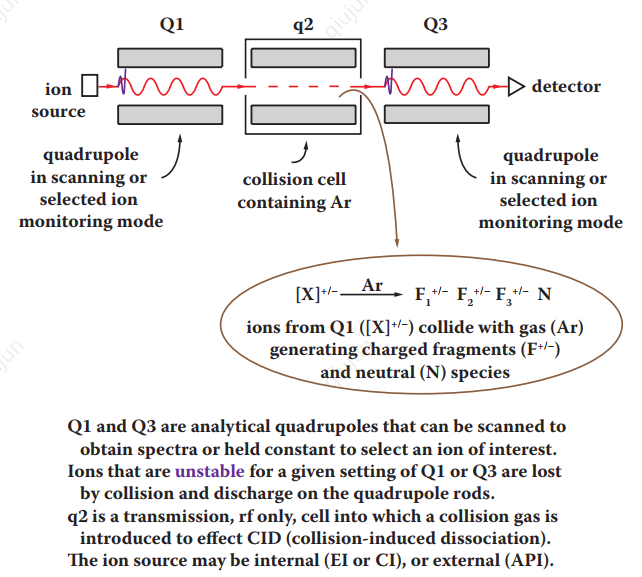 Q1 q2 Q3
ion
source
detector
quadrupole
in scanning or
selected ion
monitoring mode
collision cell
containing Ar
quadrupole
in scanning or
selected ion
monitoring mode
[X]⁺/⁻ Ar F₁⁺/⁻ F₂⁺/⁻ F₃⁺/⁻ N
ions from Q1 ([X]⁺/⁻) collide with gas (Ar)
generating charged fragments (F⁺/⁻)
and neutral (N) species
Q1 and Q3 are analytical quadrupoles that can be scanned to
obtain spectra or held constant to select an ion of interest.
Ions that are unstable for a given setting of Q1 or Q3 are lost
by collision and discharge on the quadrupole rods.
q2 is a transmission, rf only, cell into which a collision gas is
introduced to effect CID (collision-induced dissociation).
The ion source may be internal (EI or CI), or external (API).